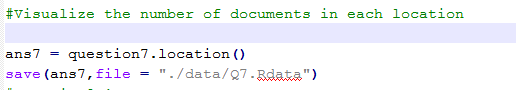 #Visualize the number of documents in each location
ans7 = question7.location()
save(ans7,file = "./data/Q7.Rdata")